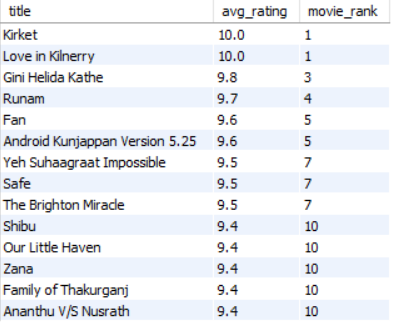 title avg_rating movie_rank
Kirket 10.0 1
Love in Kilnerry 10.0 1
Gini Helida Kathe 9.8 3
Runam 9.7 4
Fan 9.6 5
Android Kunjappan Version 5.25 9.6 5
Yeh Suhaagraat Impossible 9.5 7
Safe 9.5 7
The Brighton Miracle 9.5 7
Shibu 9.4 10
Our Little Haven 9.4 10
Zana 9.4 10
Family of Thakurganj 9.4 10
Ananthu V/S Nusrath 9.4 10